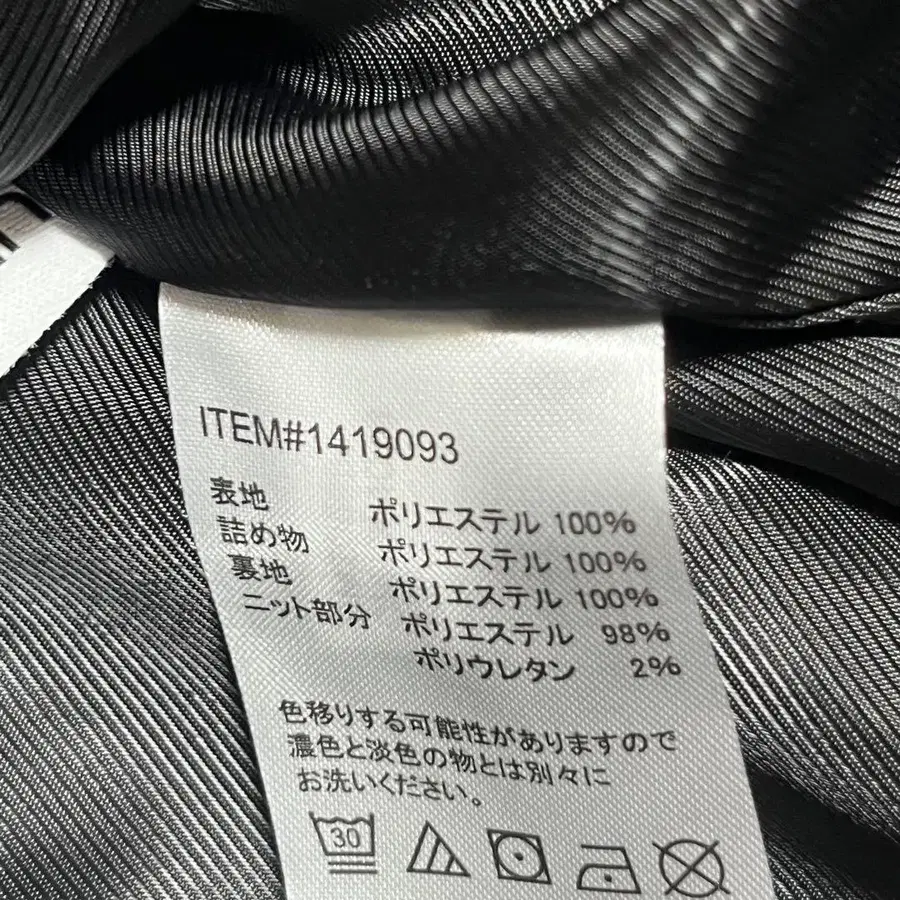 ITEM#1419093
表地 ポリエステル 100%
詰め物 ポリエステル 100%
裏地 ポリエステル 100%
ニット部分 ポリエステル 98%
ポリウレタン 2%
色移りする可能性がありますので
濃色と淡色の物とは別々に
お洗いください。
30